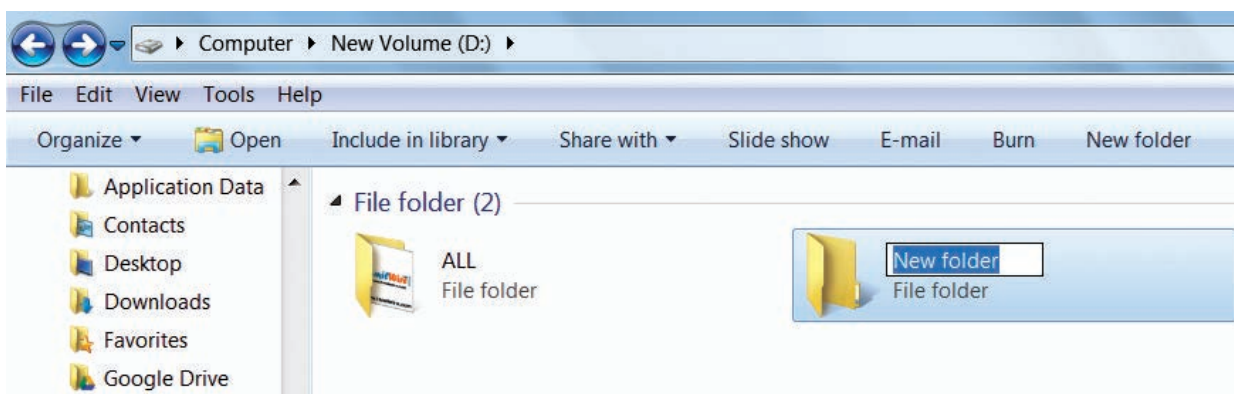 Computer New Volume (D:)
File Edit View Tools Help
Organize Open Include in library Share with Slide show E-mail Burn New folder
Application Data
Contacts
Desktop
Downloads
Favorites
Google Drive
File folder (2)
ALL
File folder
New folder
File folder